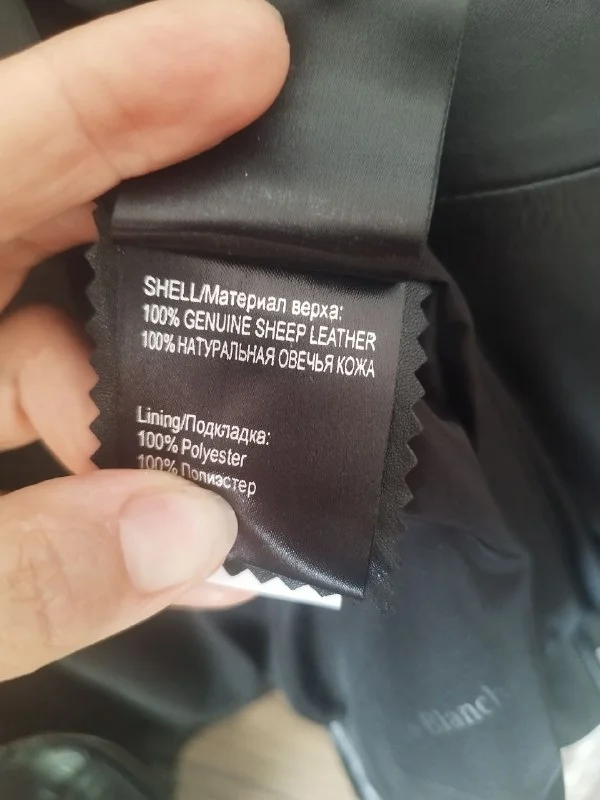 SHELL/Материал верха:
100% GENUINE SHEEP LEATHER
100% НАТУРАЛЬНАЯ ОВЕЧЬЯ КОЖА
Lining/Подкладка:
100% Polyester
100% Полиэстер